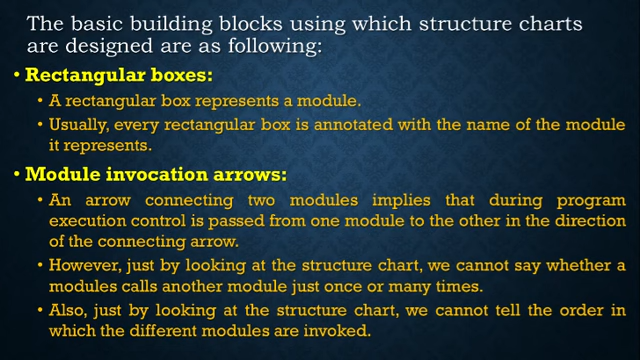 The basic building blocks using which structure charts
are designed are as following:
• Rectangular boxes:
• A rectangular box represents a module.
• Usually, every rectangular box is annotated with the name of the module
it represents.
• Module invocation arrows:
• An arrow connecting two modules implies that during program
execution control is passed from one module to the other in the direction
of the connecting arrow.
• However, just by looking at the structure chart, we cannot say whether a
modules calls another module just once or many times.
• Also, just by looking at the structure chart, we cannot tell the order in
which the different modules are invoked.